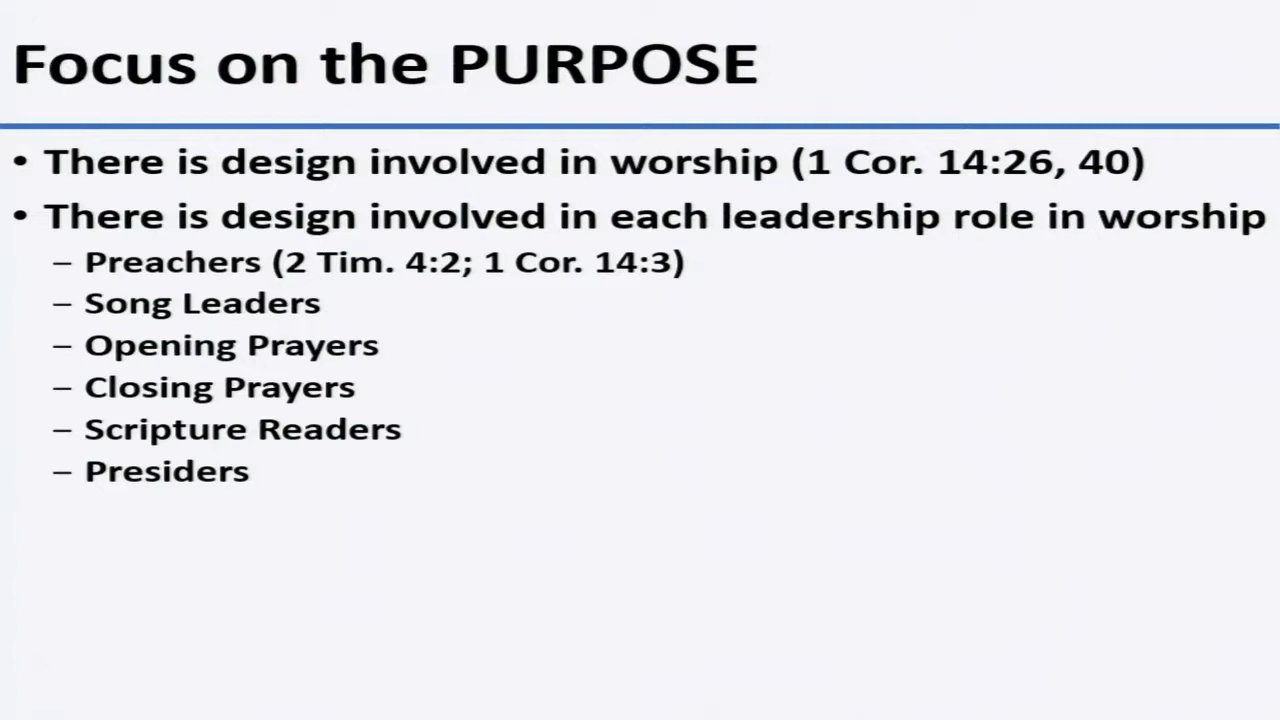 Focus on the PURPOSE
• There is design involved in worship (1 Cor. 14:26, 40)
• There is design involved in each leadership role in worship
– Preachers (2 Tim. 4:2; 1 Cor. 14:3)
– Song Leaders
– Opening Prayers
– Closing Prayers
– Scripture Readers
– Presiders